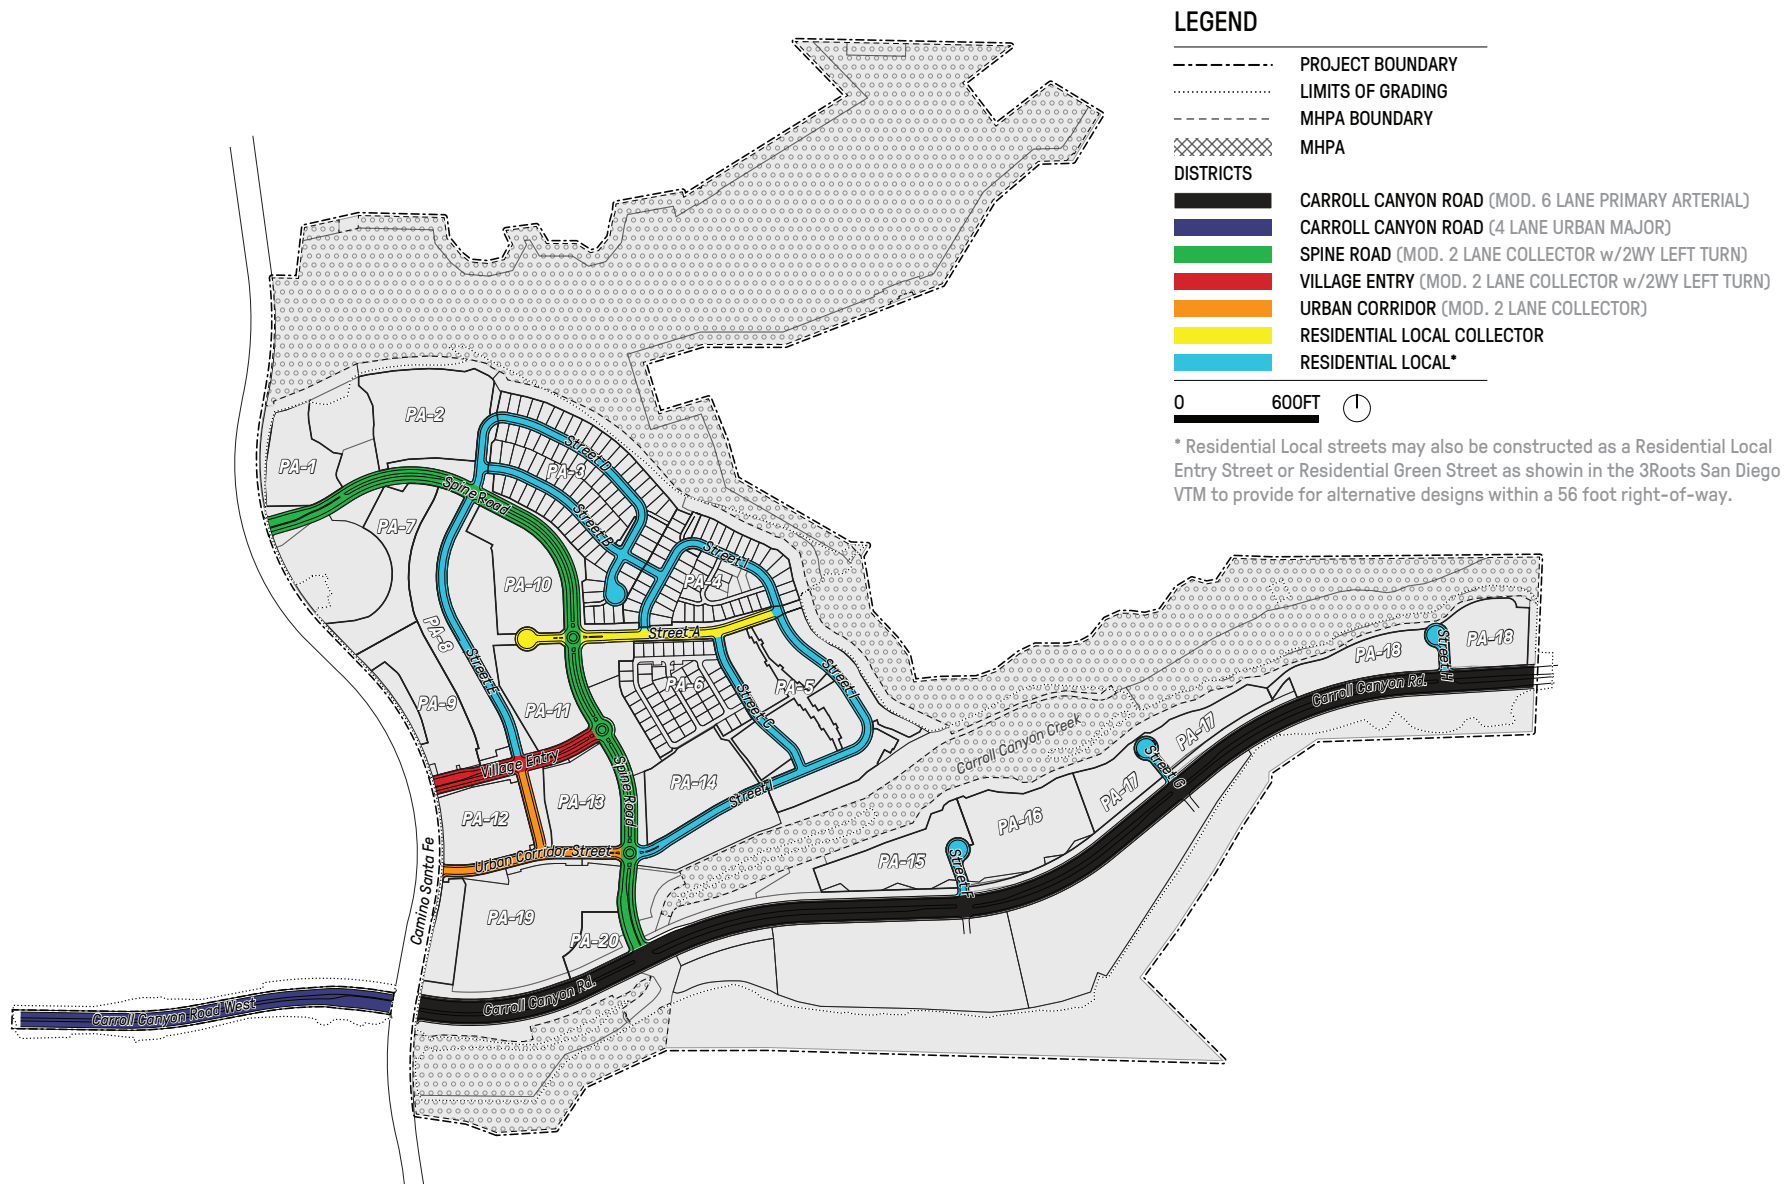 LEGEND
PROJECT BOUNDARY
LIMITS OF GRADING
MHPA BOUNDARY
MHPA
DISTRICTS
CARROLL CANYON ROAD (MOD. 6 LANE PRIMARY ARTERIAL)
CARROLL CANYON ROAD (4 LANE URBAN MAJOR)
SPINE ROAD (MOD. 2 LANE COLLECTOR w/2WY LEFT TURN)
VILLAGE ENTRY (MOD. 2 LANE COLLECTOR w/2WY LEFT TURN)
URBAN CORRIDOR (MOD. 2 LANE COLLECTOR)
RESIDENTIAL LOCAL COLLECTOR
RESIDENTIAL LOCAL*
0 600FT
* Residential Local streets may also be constructed as a Residential Local
Entry Street or Residential Green Street as showin in the 3Roots San Diego
VTM to provide for alternative designs within a 56 foot right-of-way.
PA-2
PA-1
Street D
PA-3
Spine Road
PA-7
Street B
Street I
PA-4
PA-10
Street A
PA-8
Street E
PA-6
PA-5
Street I
Street C
PA-9
PA-11
Village Entry
Spine Road
PA-14
Street I
PA-13
PA-12
Urban Corridor Street
Camino Santa Fe
PA-19
PA-20
Carroll Canyon Rd.
Carroll Canyon Road West
Carroll Canyon Creek
PA-15
Street F
PA-16
PA-17
Street G
PA-17
Carroll Canyon Rd.
PA-18
Street H
PA-18